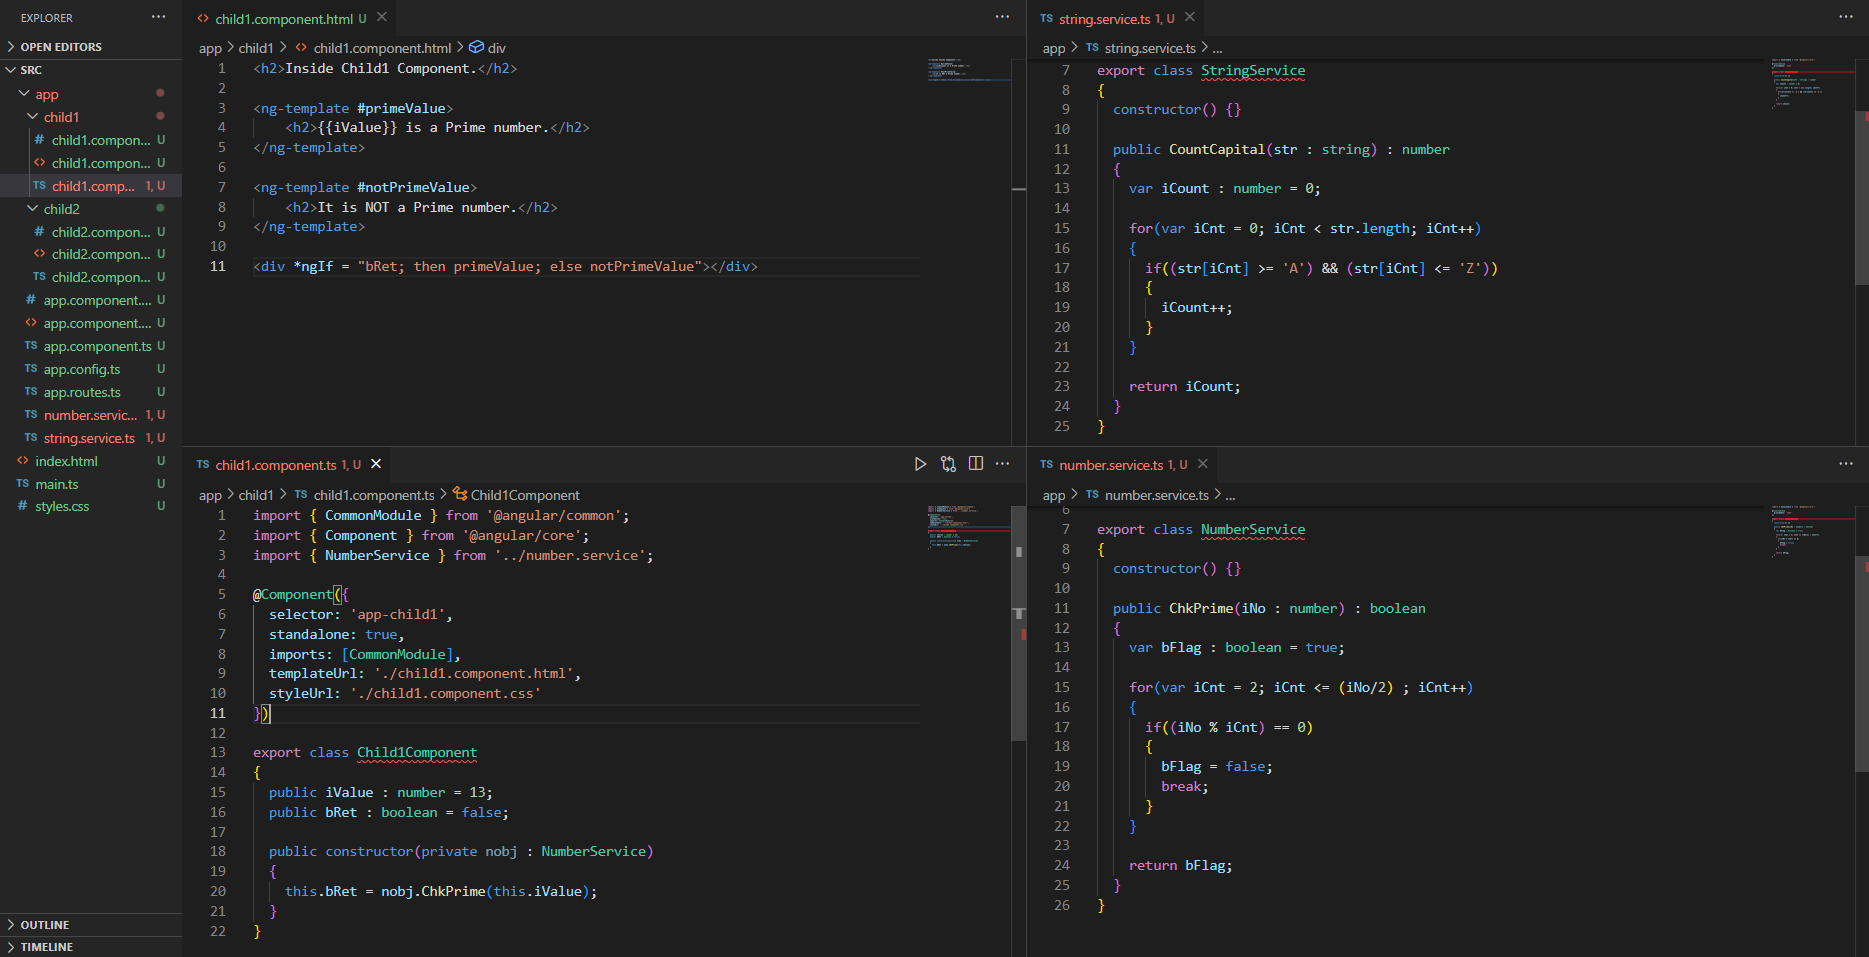 EXPLORER
OPEN EDITORS
SRC
app
child1
# child1.compon... U
<> child1.compon... U
TS child1.comp... 1, U
child2
# child2.compon... U
<> child2.compon... U
TS child2.compon... U
# app.component.... U
<> app.component.... U
TS app.component.ts U
TS app.config.ts U
TS app.routes.ts U
TS number.servic... 1, U
TS string.service.ts 1, U
<> index.html U
TS main.ts U
# styles.css U
OUTLINE
TIMELINE
<> child1.component.html U
app > child1 > <> child1.component.html > div
1 <h2>Inside Child1 Component.</h2>
2
3 <ng-template #primeValue>
4 <h2>{{iValue}} is a Prime number.</h2>
5 </ng-template>
6
7 <ng-template #notPrimeValue>
8 <h2>It is NOT a Prime number.</h2>
9 </ng-template>
10
11 <div *ngIf = "bRet; then primeValue; else notPrimeValue"></div>
TS string.service.ts 1, U
app > TS string.service.ts > ...
7 export class StringService
8 {
9 constructor() {}
10
11 public CountCapital(str : string) : number
12 {
13 var iCount : number = 0;
14
15 for(var iCnt = 0; iCnt < str.length; iCnt++)
16 {
17 if((str[iCnt] >= 'A') && (str[iCnt] <= 'Z'))
18 {
19 iCount++;
20 }
21 }
22
23 return iCount;
24 }
25 }
TS child1.component.ts 1, U
app > child1 > TS child1.component.ts > Child1Component
1 import { CommonModule } from '@angular/common';
2 import { Component } from '@angular/core';
3 import { NumberService } from '../number.service';
4
5 @Component({
6 selector: 'app-child1',
7 standalone: true,
8 imports: [CommonModule],
9 templateUrl: './child1.component.html',
10 styleUrl: './child1.component.css'
11 })
12
13 export class Child1Component
14 {
15 public iValue : number = 13;
16 public bRet : boolean = false;
17
18 public constructor(private nobj : NumberService)
19 {
20 this.bRet = nobj.ChkPrime(this.iValue);
21 }
22 }
TS number.service.ts 1, U
app > TS number.service.ts > ...
6
7 export class NumberService
8 {
9 constructor() {}
10
11 public ChkPrime(iNo : number) : boolean
12 {
13 var bFlag : boolean = true;
14
15 for(var iCnt = 2; iCnt <= (iNo/2) ; iCnt++)
16 {
17 if((iNo % iCnt) == 0)
18 {
19 bFlag = false;
20 break;
21 }
22 }
23
24 return bFlag;
25 }
26 }